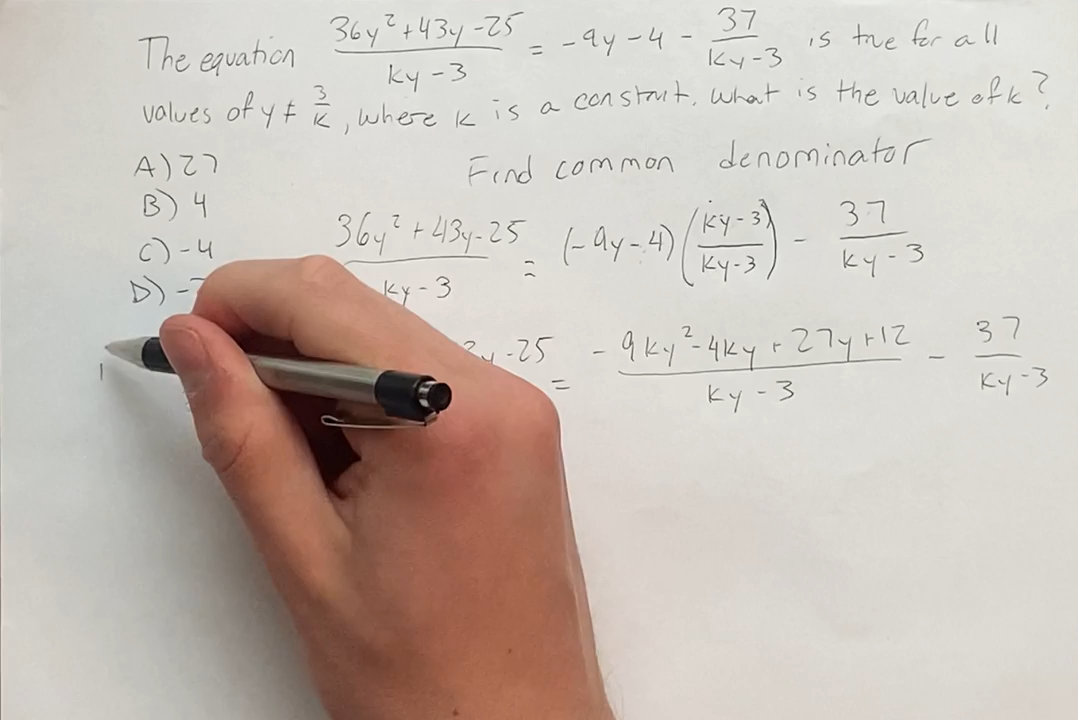 The equation (36y²+43y-25)/(ky-3) = -9y-4 - 37/(ky-3) is true for all
values of y ≠ 3/k, where k is a constant. What is the value of k?
A) 27
B) 4
C) -4
D) -
Find common denominator
(36y²+43y-25)/(ky-3) = (-9y-4)((ky-3)/(ky-3)) - 37/(ky-3)
y-25 = (-9ky²-4ky+27y+12)/(ky-3) - 37/(ky-3)